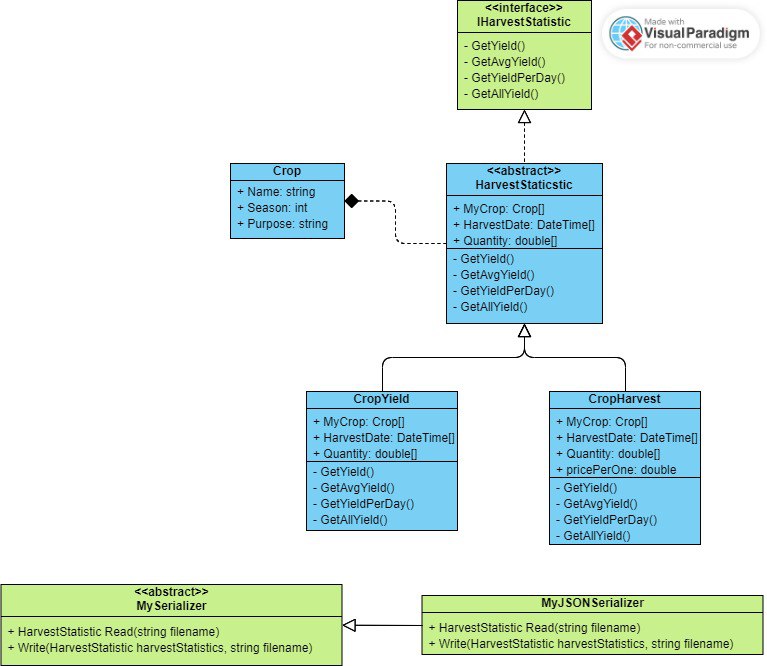 <<interface>>
IHarvestStatistic
- GetYield()
- GetAvgYield()
- GetYieldPerDay()
- GetAllYield()
Made with
VisualParadigm
For non-commercial use
Crop
+ Name: string
+ Season: int
+ Purpose: string
<<abstract>>
HarvestStaticstic
+ MyCrop: Crop[]
+ HarvestDate: DateTime[]
+ Quantity: double[]
- GetYield()
- GetAvgYield()
- GetYieldPerDay()
- GetAllYield()
CropYield
+ MyCrop: Crop[]
+ HarvestDate: DateTime[]
+ Quantity: double[]
- GetYield()
- GetAvgYield()
- GetYieldPerDay()
- GetAllYield()
CropHarvest
+ MyCrop: Crop[]
+ HarvestDate: DateTime[]
+ Quantity: double[]
+ pricePerOne: double
- GetYield()
- GetAvgYield()
- GetYieldPerDay()
- GetAllYield()
<<abstract>>
MySerializer
+ HarvestStatistic Read(string filename)
+ Write(HarvestStatistic harvestStatistics, string filename)
MyJSONSerializer
+ HarvestStatistic Read(string filename)
+ Write(HarvestStatistic harvestStatistics, string filename)